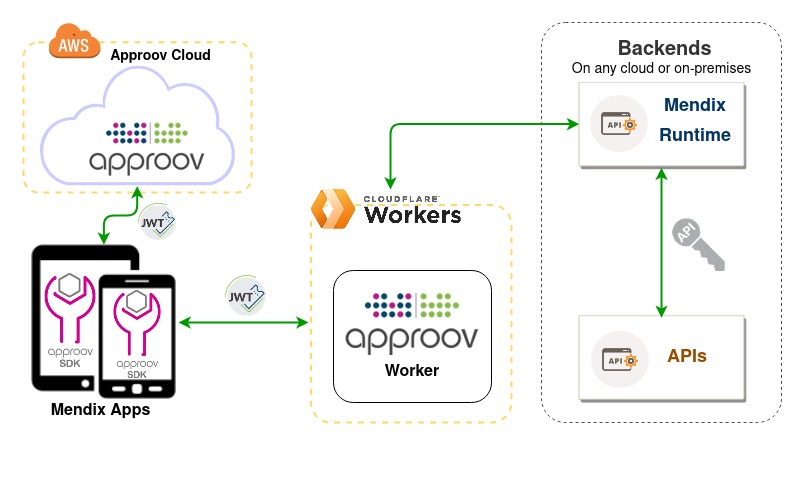 AWS
Approov Cloud
approov
JWT
approov
SDK
approov
SDK
Mendix Apps
JWT
CLOUDFLARE
Workers
approov
Worker
Backends
On any cloud or on-premises
API
Mendix
Runtime
API
API
APIs